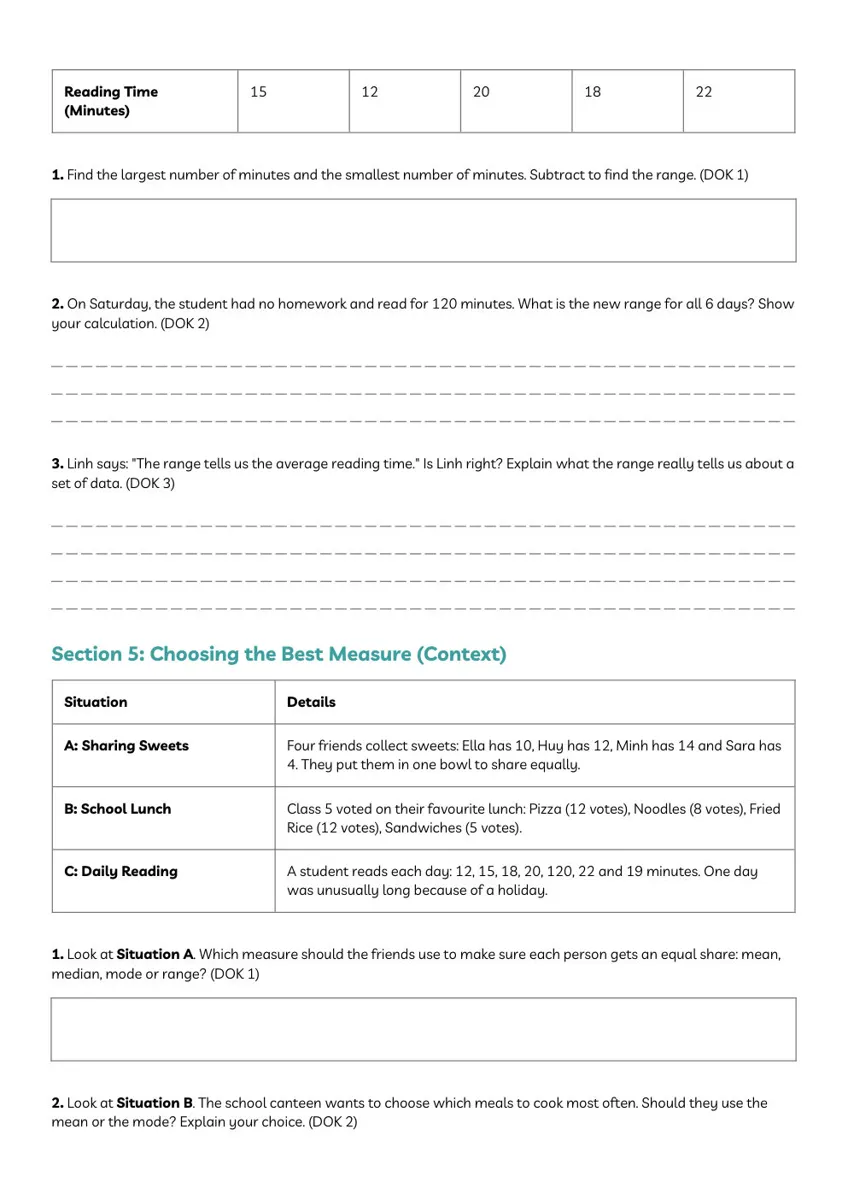 Reading Time (Minutes) 15 12 20 18 22
1. Find the largest number of minutes and the smallest number of minutes. Subtract to find the range. (DOK 1)
2. On Saturday, the student had no homework and read for 120 minutes. What is the new range for all 6 days? Show
your calculation. (DOK 2)
3. Linh says: "The range tells us the average reading time." Is Linh right? Explain what the range really tells us about a
set of data. (DOK 3)
Section 5: Choosing the Best Measure (Context)
Situation Details
A: Sharing Sweets Four friends collect sweets: Ella has 10, Huy has 12, Minh has 14 and Sara has
4. They put them in one bowl to share equally.
B: School Lunch Class 5 voted on their favourite lunch: Pizza (12 votes), Noodles (8 votes), Fried
Rice (12 votes), Sandwiches (5 votes).
C: Daily Reading A student reads each day: 12, 15, 18, 20, 120, 22 and 19 minutes. One day
was unusually long because of a holiday.
1. Look at Situation A. Which measure should the friends use to make sure each person gets an equal share: mean,
median, mode or range? (DOK 1)
2. Look at Situation B. The school canteen wants to choose which meals to cook most often. Should they use the
mean or the mode? Explain your choice. (DOK 2)